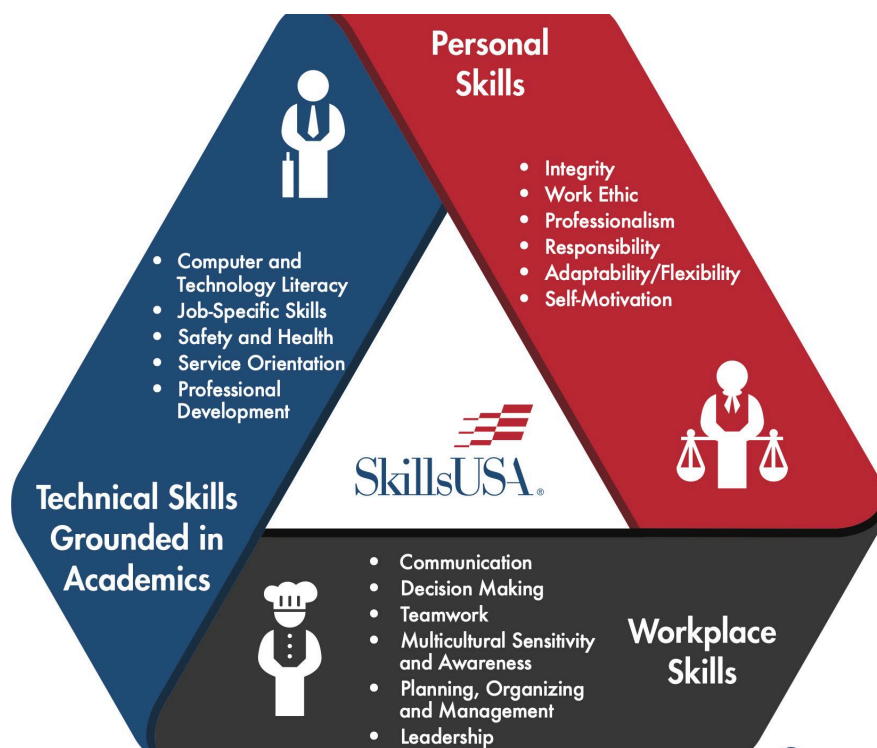 Personal
Skills
• Integrity
• Work Ethic
• Professionalism
• Responsibility
• Adaptability/Flexibility
• Self-Motivation
• Computer and
Technology Literacy
• Job-Specific Skills
• Safety and Health
• Service Orientation
• Professional
Development
Technical Skills
Grounded in
Academics
SkillsUSA®
• Communication
• Decision Making
• Teamwork
• Multicultural Sensitivity
and Awareness
• Planning, Organizing
and Management
• Leadership
Workplace
Skills